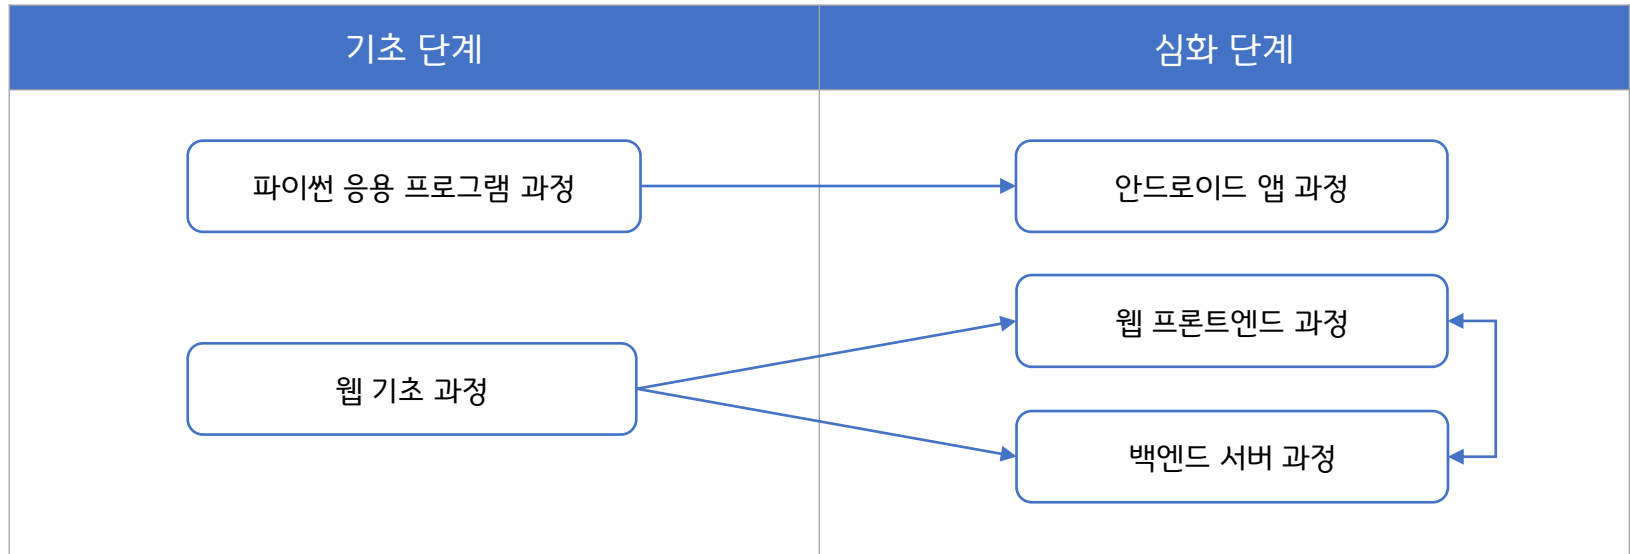 기초 단계
심화 단계
파이썬 응용 프로그램 과정
안드로이드 앱 과정
웹 프론트엔드 과정
웹 기초 과정
백엔드 서버 과정